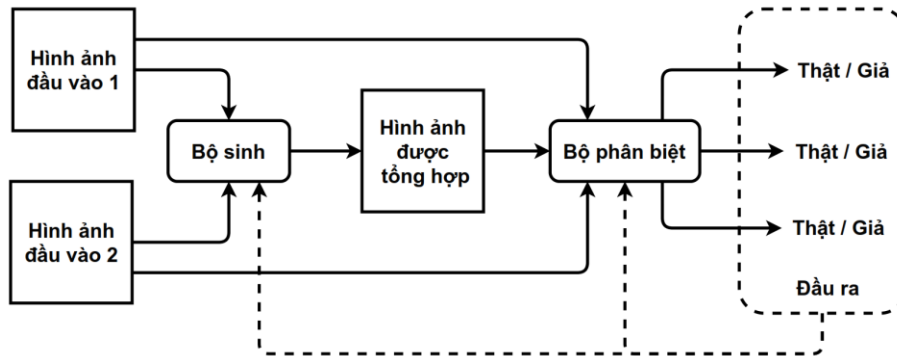 Hình ảnh
đầu vào 1
Hình ảnh
đầu vào 2
Bộ sinh
Hình ảnh
được
tổng hợp
Bộ phân biệt
Thật / Giả
Thật / Giả
Thật / Giả
Đầu ra